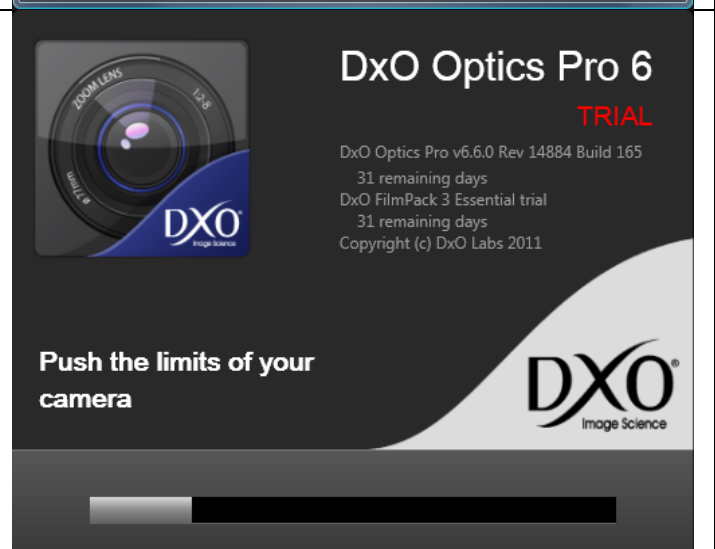 ZOOM LENS
1:2-8
ø77mm
DXO
Image Science
DxO Optics Pro 6
TRIAL
DxO Optics Pro v6.6.0 Rev 14884 Build 165
31 remaining days
DxO FilmPack 3 Essential trial
31 remaining days
Copyright (c) DxO Labs 2011
Push the limits of your
camera
DXO®
Image Science